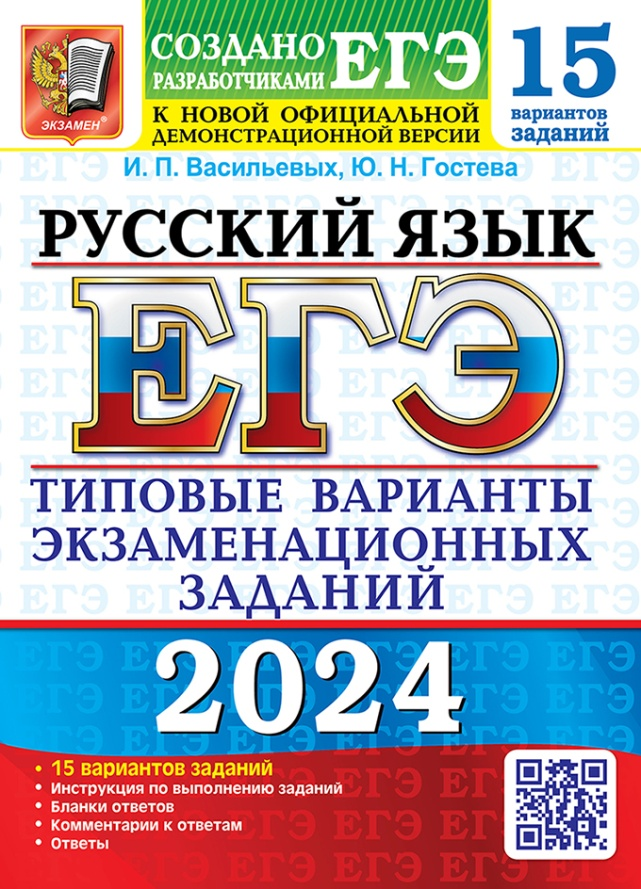 ЭКЗАМЕН®
СОЗДАНО
РАЗРАБОТЧИКАМИ ЕГЭ
К НОВОЙ ОФИЦИАЛЬНОЙ
ДЕМОНСТРАЦИОННОЙ ВЕРСИИ
15
вариантов
заданий
И. П. Васильевых, Ю. Н. Гостева
РУССКИЙ ЯЗЫК
ЕГЭ
ТИПОВЫЕ ВАРИАНТЫ
ЭКЗАМЕНАЦИОННЫХ
ЗАДАНИЙ
2024
• 15 вариантов заданий
• Инструкция по выполнению заданий
• Бланки ответов
• Комментарии к ответам
• Ответы